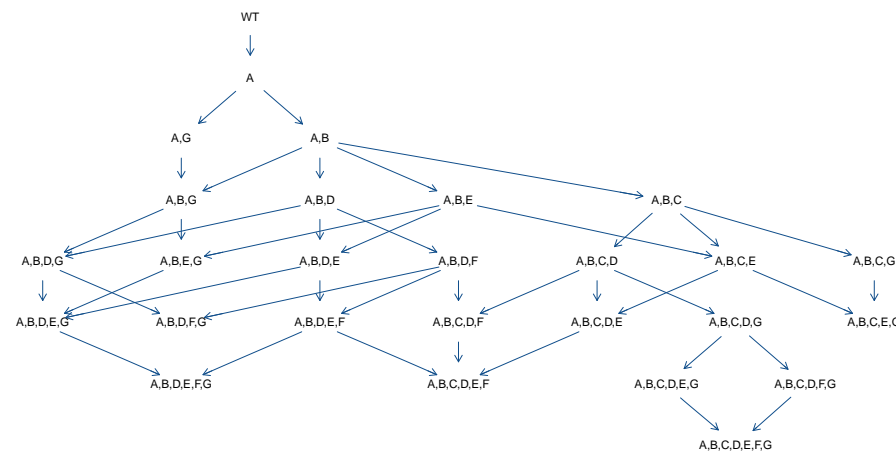 WT
A
A,G
A,B
A,B,G
A,B,D
A,B,E
A,B,C
A,B,D,G
A,B,E,G
A,B,D,E
A,B,D,F
A,B,C,D
A,B,C,E
A,B,C,G
A,B,D,E,G
A,B,D,F,G
A,B,D,E,F
A,B,C,D,F
A,B,C,D,E
A,B,C,D,G
A,B,C,E,G
A,B,D,E,F,G
A,B,C,D,E,F
A,B,C,D,E,G
A,B,C,D,F,G
A,B,C,D,E,F,G